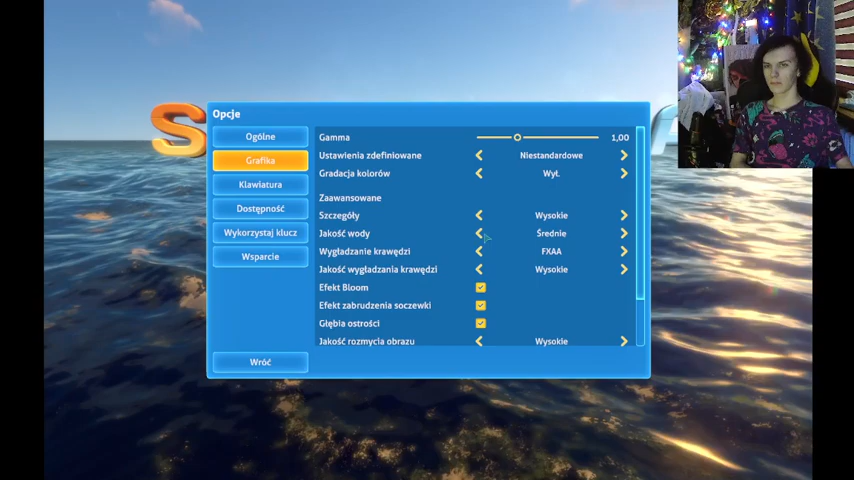 S
Opcje
Ogólne
Grafika
Klawiatura
Dostępność
Wykorzystaj klucz
Wsparcie
Wróć
Gamma 1,00
Ustawienia zdefiniowane Niestandardowe
Gradacja kolorów Wył.
Zaawansowane
Szczegóły Wysokie
Jakość wody Średnie
Wygładzanie krawędzi FXAA
Jakość wygładzania krawędzi Wysokie
Efekt Bloom
Efekt zabrudzenia soczewki
Głębia ostrości
Jakość rozmycia obrazu Wysokie